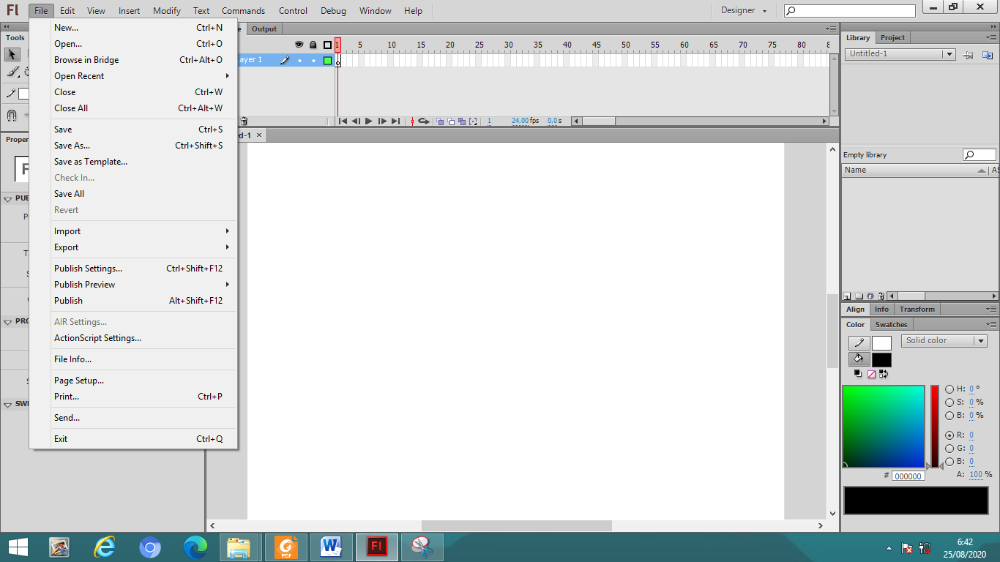 Fl File Edit View Insert Modify Text Commands Control Debug Window Help Designer
New... Ctrl+N
Open... Ctrl+O
Browse in Bridge Ctrl+Alt+O
Open Recent
Close Ctrl+W
Close All Ctrl+Alt+W
Save Ctrl+S
Save As... Ctrl+Shift+S
Save as Template...
Check In...
Save All
Revert
Import
Export
Publish Settings... Ctrl+Shift+F12
Publish Preview
Publish Alt+Shift+F12
AIR Settings...
ActionScript Settings...
File Info...
Page Setup...
Print... Ctrl+P
Send...
Exit Ctrl+Q
Tools
Proper
F
PUB
PRO
SWF
Output
1 5 10 15 20 25 30 35 40 45 50 55 60 65 70 75 80 8
ayer 1
1 24,00 fps 0,0 s
ed-1
Library Project
Untitled-1
Empty library
Name AS
Align Info Transform
Color Swatches
Solid color
H: 0 °
S: 0 %
B: 0 %
R: 0
G: 0
B: 0
# 000000 A: 100 %
PDF
W
Fl
6:42
25/08/2020